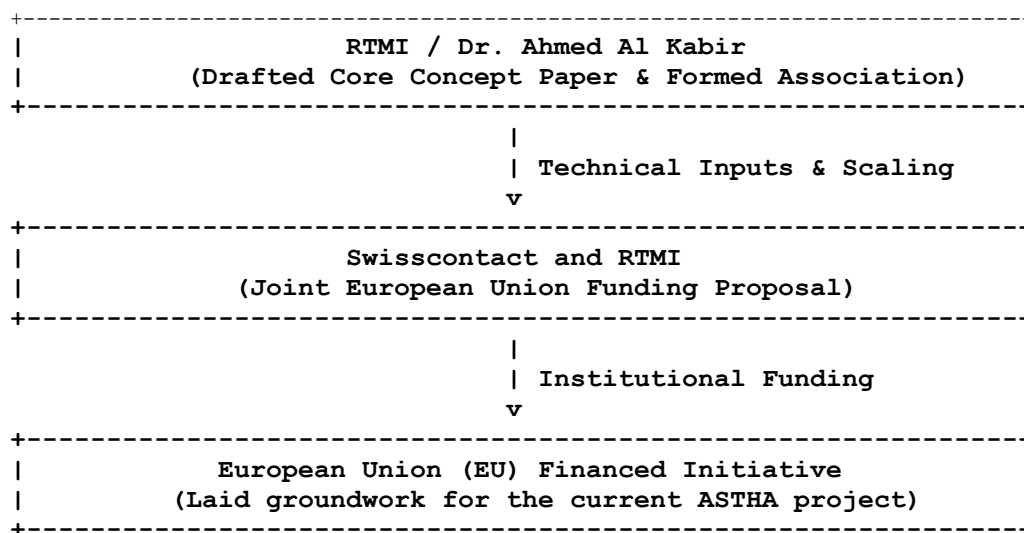 RTMI / Dr. Ahmed Al Kabir
(Drafted Core Concept Paper & Formed Association)
Technical Inputs & Scaling
v
Swisscontact and RTMI
(Joint European Union Funding Proposal)
Institutional Funding
v
European Union (EU) Financed Initiative
(Laid groundwork for the current ASTHA project)